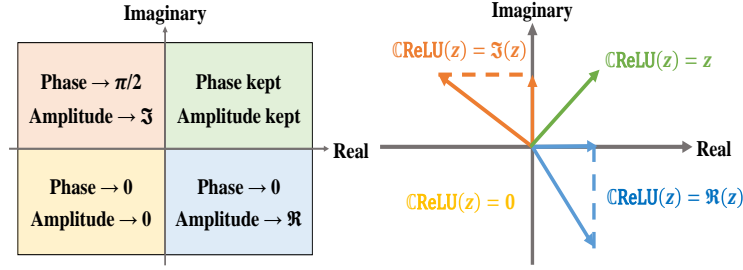 Imaginary
Phase → π/2
Amplitude → ℑ
Phase kept
Amplitude kept
Real
Phase → 0
Amplitude → 0
Phase → 0
Amplitude → ℜ
Imaginary
ℂReLU(z) = ℑ(z)
ℂReLU(z) = z
Real
ℂReLU(z) = 0
ℂReLU(z) = ℜ(z)